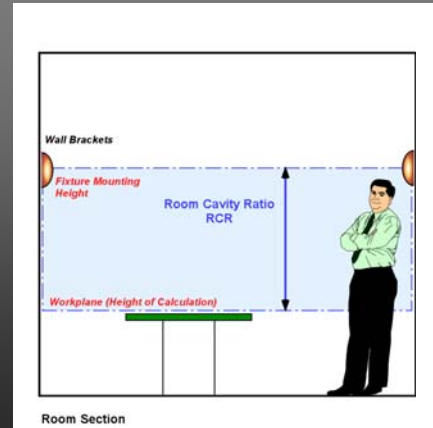 Wall Brackets
Fixture Mounting
Height
Room Cavity Ratio
RCR
Workplane (Height of Calculation)
Room Section